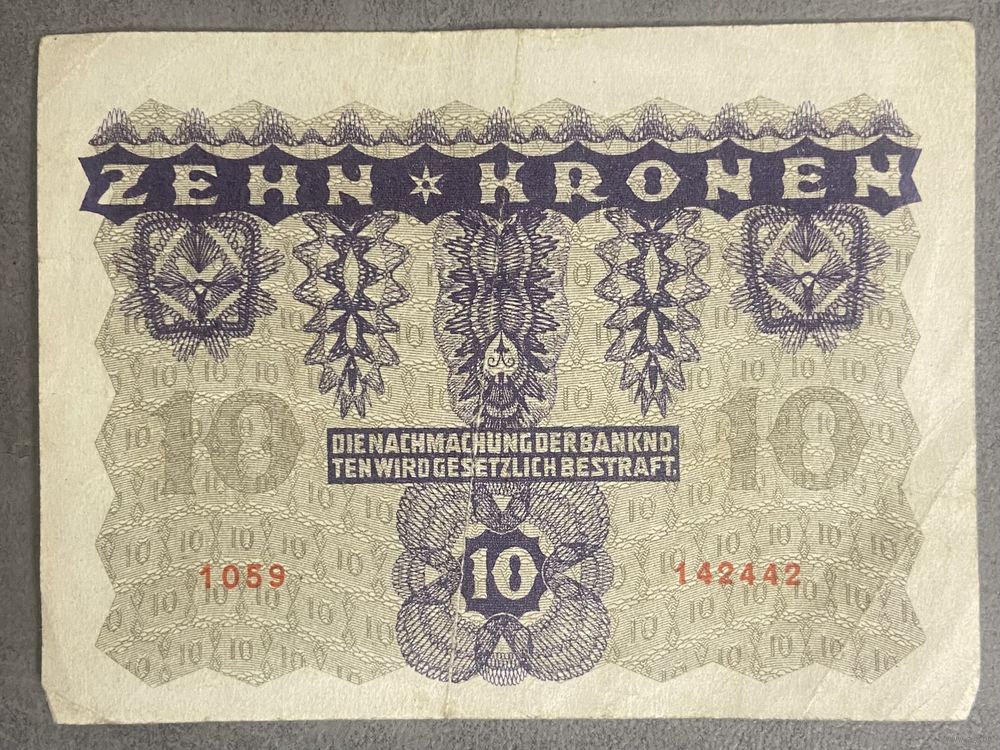 ZEHN ✶ KRONEN
10 10
DIE NACHMACHUNG DER BANKNO-
TEN WIRD GESETZLICH BESTRAFT.
10
1059 142442